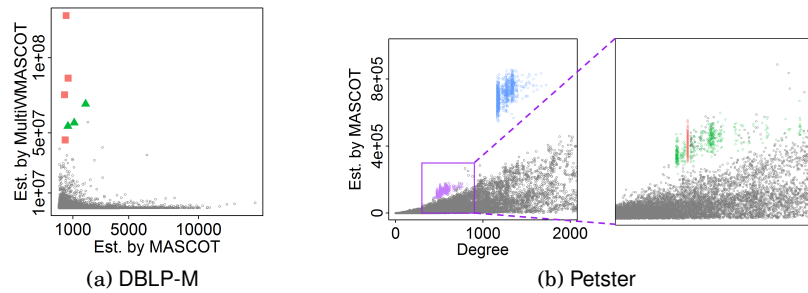 Est. by MultiWMASCOT
1e+08
5e+07
1e+07
1000
5000
10000
Est. by MASCOT
(a) DBLP-M
Est. by MASCOT
8e+05
4e+05
0
0
1000
2000
Degree
(b) Petster